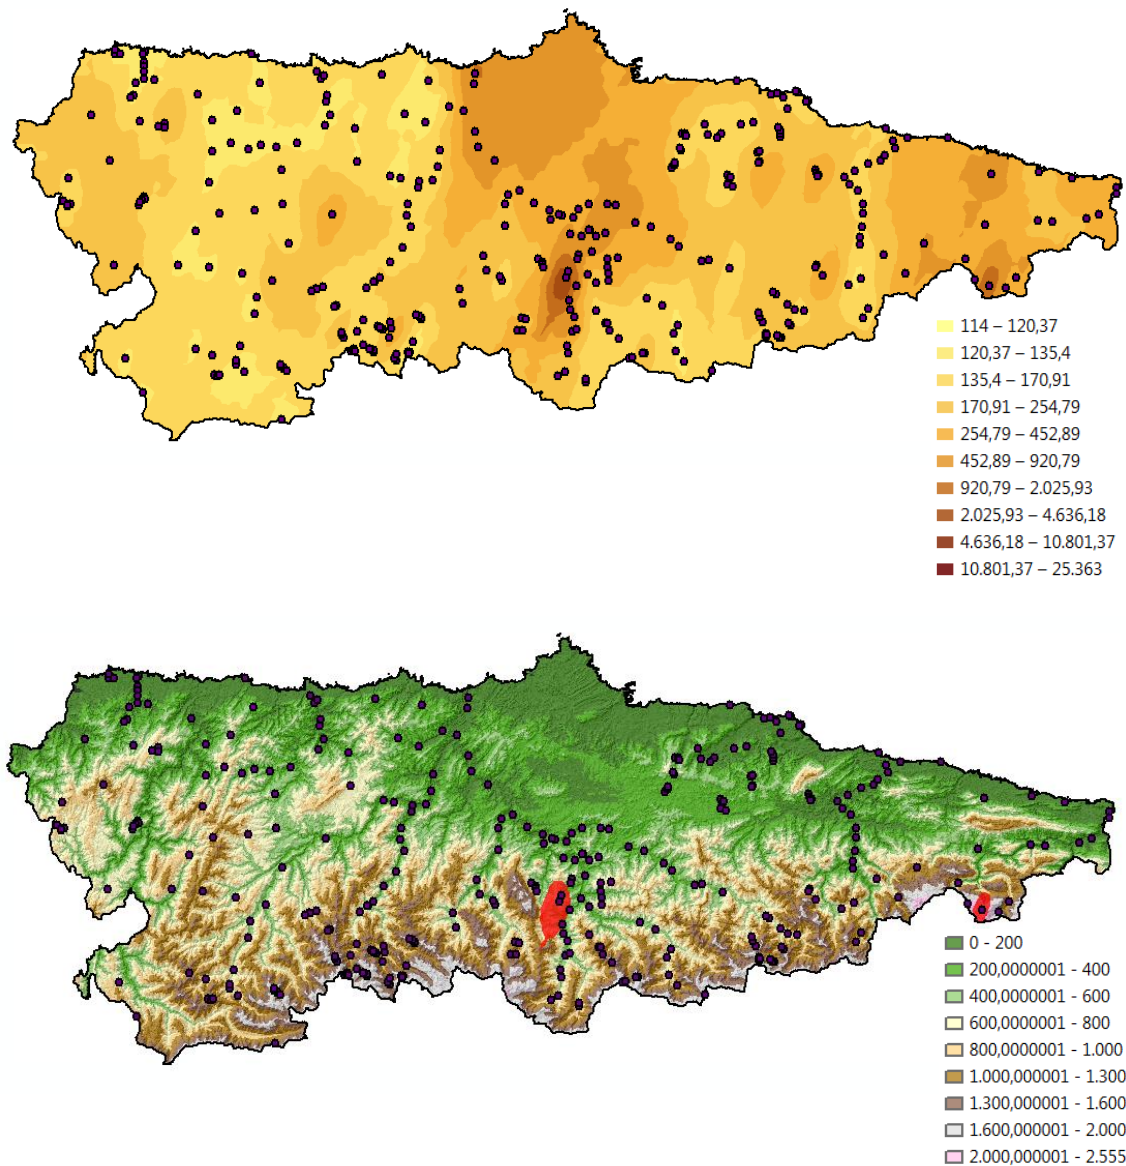 114 – 120,37
120,37 – 135,4
135,4 – 170,91
170,91 – 254,79
254,79 – 452,89
452,89 – 920,79
920,79 – 2.025,93
2.025,93 – 4.636,18
4.636,18 – 10.801,37
10.801,37 – 25.363
0 - 200
200,0000001 - 400
400,0000001 - 600
600,0000001 - 800
800,0000001 - 1.000
1.000,000001 - 1.300
1.300,000001 - 1.600
1.600,000001 - 2.000
2.000,000001 - 2.555